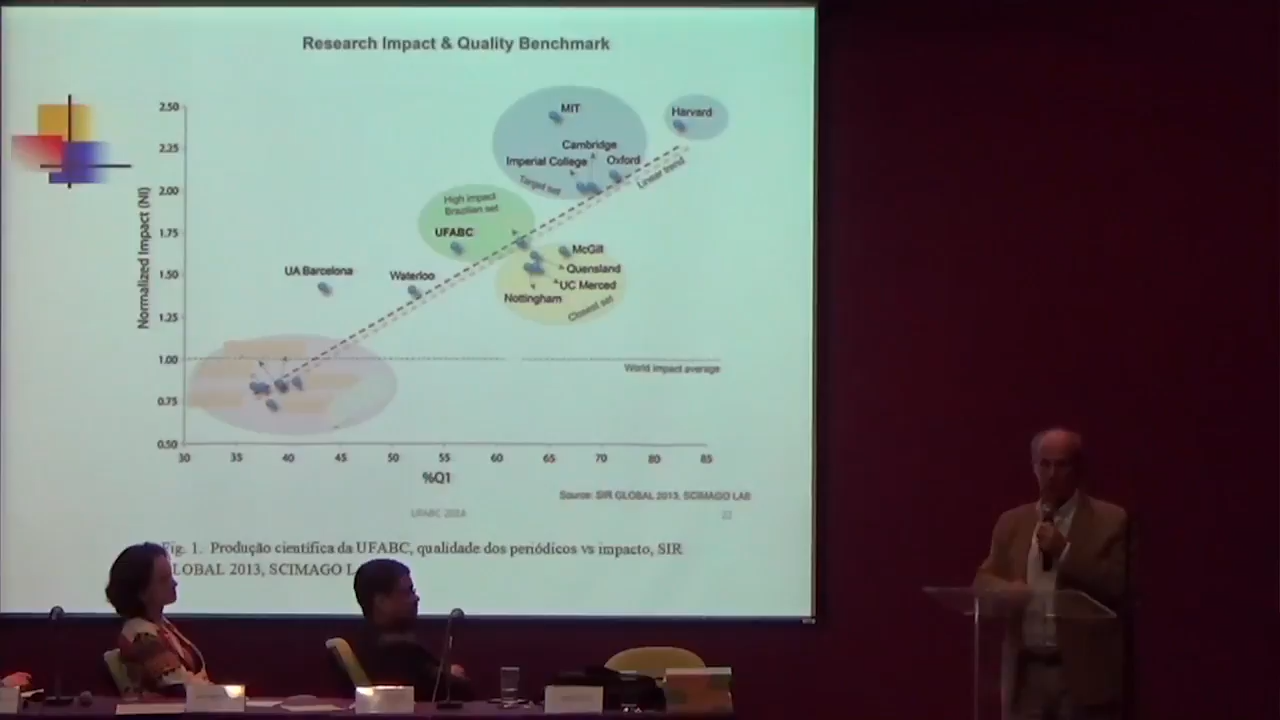 Research Impact & Quality Benchmark
Normalized Impact (NI)
2.50
2.25
2.00
1.75
1.50
1.25
1.00
0.75
0.50
MIT
Harvard
Cambridge
Imperial College
Oxford
Target set
Linear trend
High impact
Brazilian set
UFABC
McGill
UA Barcelona
Waterloo
Quensland
UC Merced
Nottingham
Closest set
World impact average
30 35 40 45 50 55 60 65 70 80 85
%Q1
Source: SIR GLOBAL 2013, SCIMAGO LAB
UFABC 2014
Fig. 1. Produção científica da UFABC, qualidade dos periódicos vs impacto, SIR
LOBAL 2013, SCIMAGO L